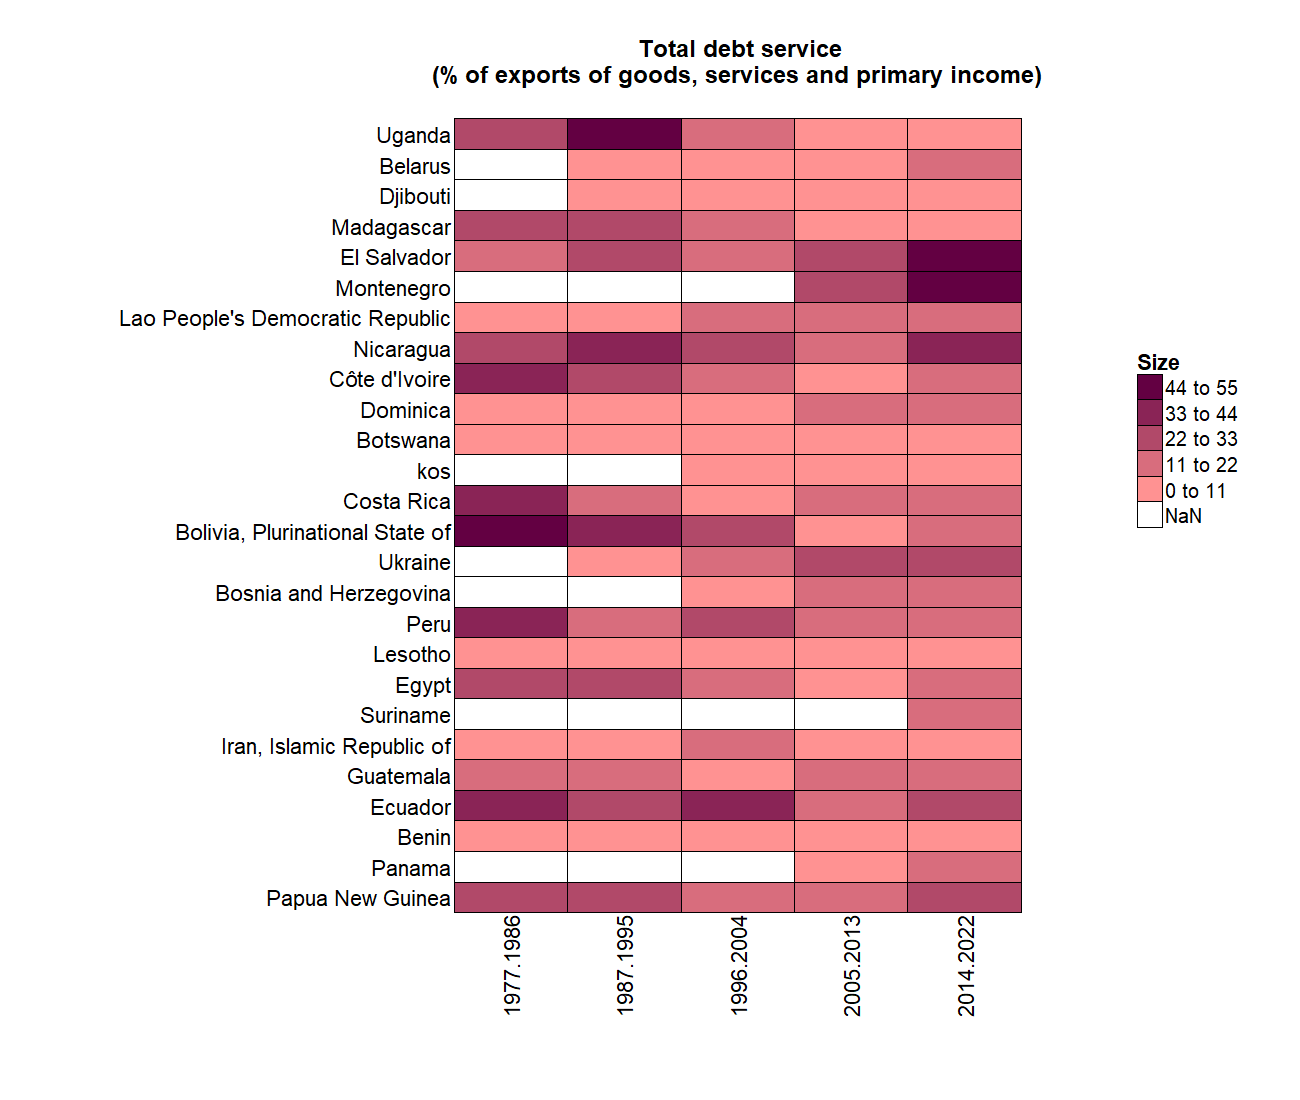 Total debt service
(% of exports of goods, services and primary income)
Uganda
Belarus
Djibouti
Madagascar
El Salvador
Montenegro
Lao People's Democratic Republic
Nicaragua
Côte d'Ivoire
Dominica
Botswana
kos
Costa Rica
Bolivia, Plurinational State of
Ukraine
Bosnia and Herzegovina
Peru
Lesotho
Egypt
Suriname
Iran, Islamic Republic of
Guatemala
Ecuador
Benin
Panama
Papua New Guinea
1977.1986
1987.1995
1996.2004
2005.2013
2014.2022
Size
44 to 55
33 to 44
22 to 33
11 to 22
0 to 11
NaN